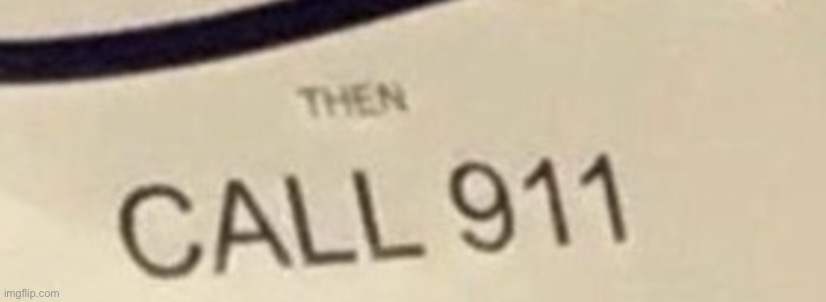 THEN
CALL 911
imgflip.com